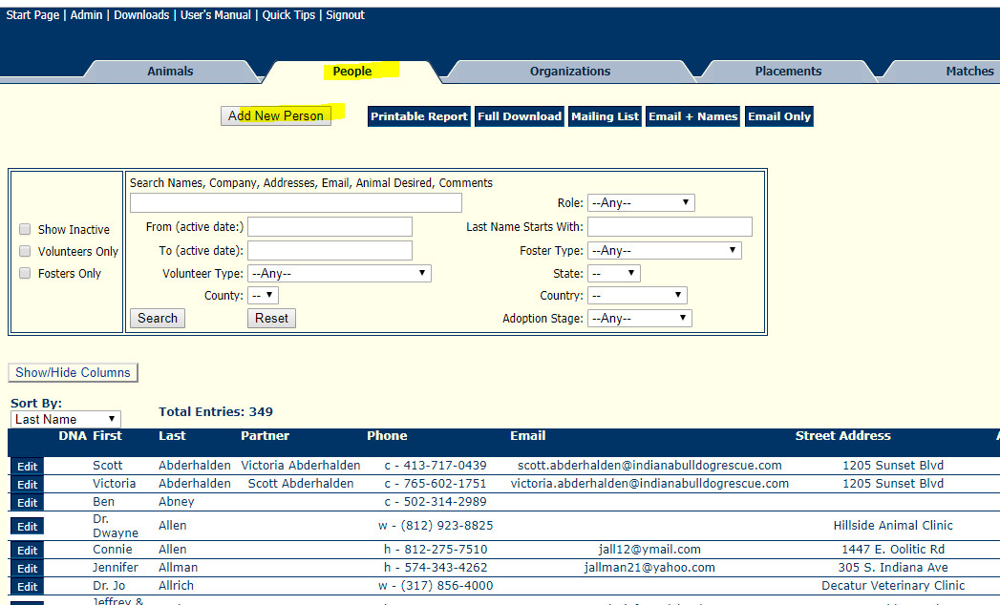 Start Page | Admin | Downloads | User's Manual | Quick Tips | Signout
Animals People Organizations Placements Matches
Add New Person Printable Report Full Download Mailing List Email + Names Email Only
Search Names, Company, Addresses, Email, Animal Desired, Comments
Role: --Any--
Show Inactive From (active date:) Last Name Starts With:
Volunteers Only To (active date): Foster Type: --Any--
Fosters Only Volunteer Type: --Any-- State: --
County: -- Country: --
Search Reset Adoption Stage: --Any--
Show/Hide Columns
Sort By:
Last Name Total Entries: 349
DNA First Last Partner Phone Email Street Address
Edit Scott Abderhalden Victoria Abderhalden c - 413-717-0439 scott.abderhalden@indianabulldogrescue.com 1205 Sunset Blvd
Edit Victoria Abderhalden Scott Abderhalden c - 765-602-1751 victoria.abderhalden@indianabulldogrescue.com 1205 Sunset Blvd
Edit Ben Abney c - 502-314-2989
Edit Dr. Dwayne Allen w - (812) 923-8825 Hillside Animal Clinic
Edit Connie Allen h - 812-275-7510 jall12@ymail.com 1447 E. Oolitic Rd
Edit Jennifer Allman h - 574-343-4262 jallman21@yahoo.com 305 S. Indiana Ave
Edit Dr. Jo Allrich w - (317) 856-4000 Decatur Veterinary Clinic
Jeffrey &